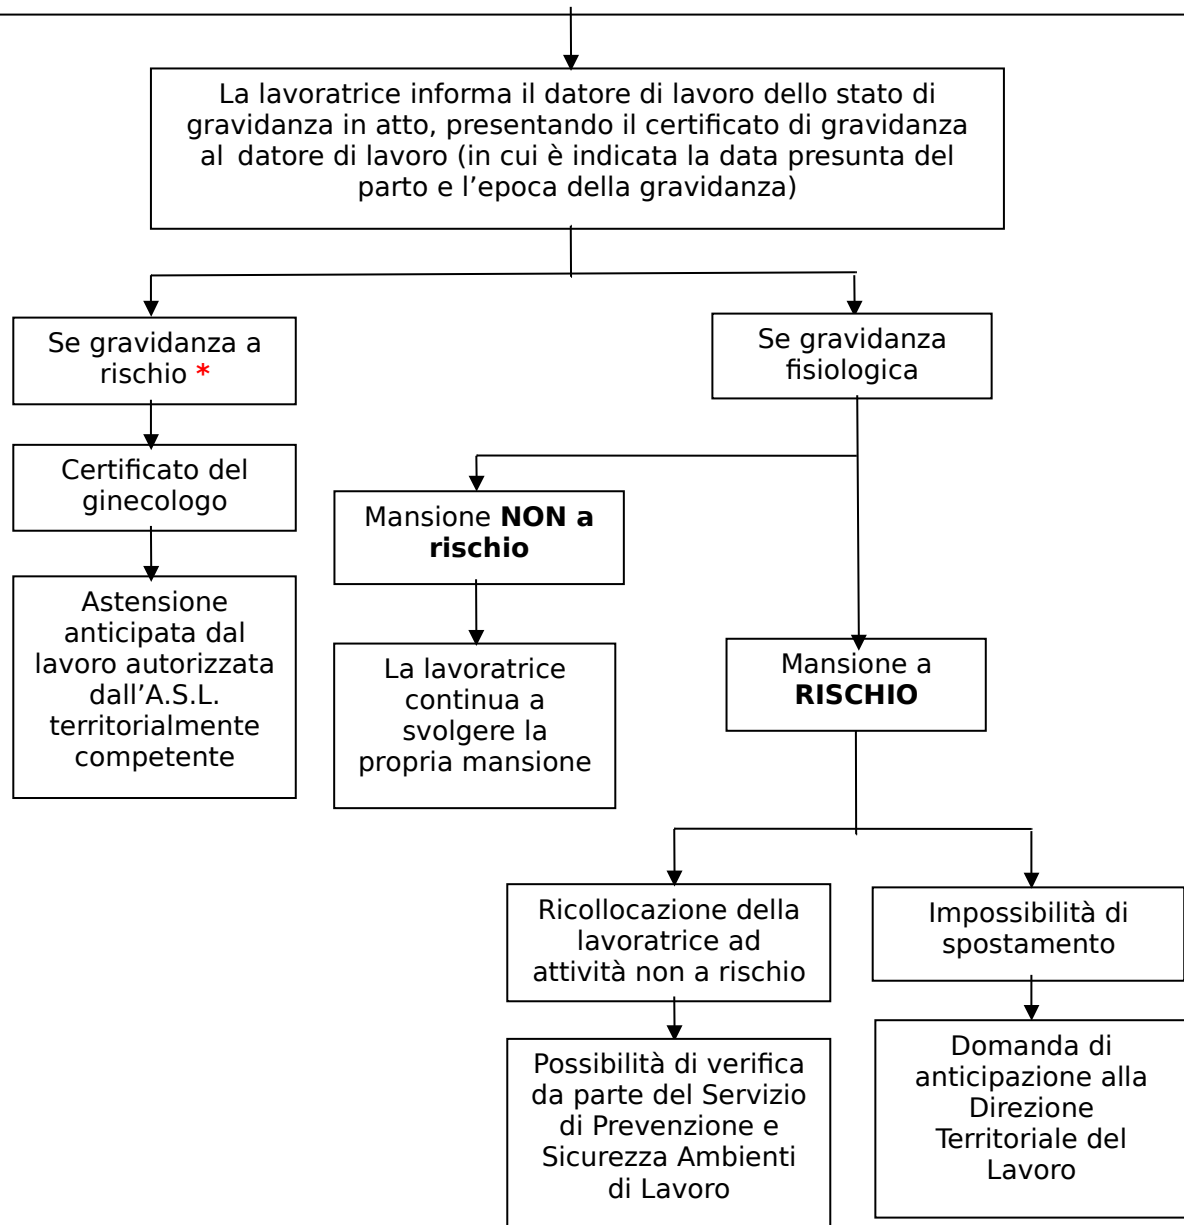 La lavoratrice informa il datore di lavoro dello stato di
gravidanza in atto, presentando il certificato di gravidanza
al datore di lavoro (in cui è indicata la data presunta del
parto e l’epoca della gravidanza)
Se gravidanza a
rischio *
Se gravidanza
fisiologica
Certificato del
ginecologo
Mansione NON a
rischio
Astensione
anticipata dal
lavoro autorizzata
dall’A.S.L.
territorialmente
competente
La lavoratrice
continua a
svolgere la
propria mansione
Mansione a
RISCHIO
Ricollocazione della
lavoratrice ad
attività non a rischio
Impossibilità di
spostamento
Possibilità di verifica
da parte del Servizio
di Prevenzione e
Sicurezza Ambienti
di Lavoro
Domanda di
anticipazione alla
Direzione
Territoriale del
Lavoro